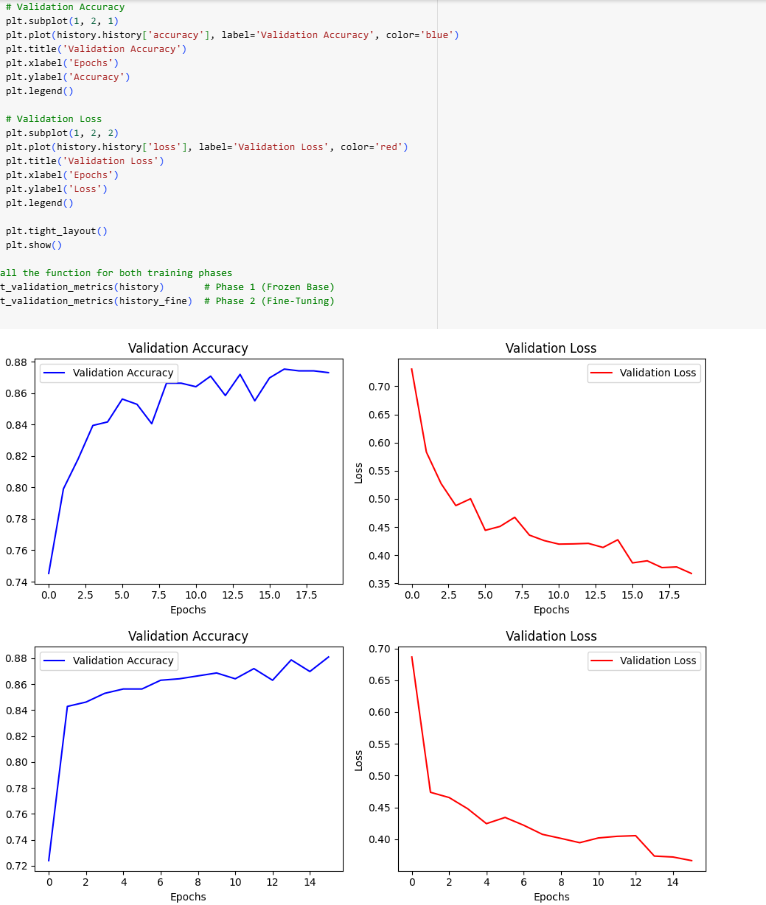 # Validation Accuracy
plt.subplot(1, 2, 1)
plt.plot(history.history['accuracy'], label='Validation Accuracy', color='blue')
plt.title('Validation Accuracy')
plt.xlabel('Epochs')
plt.ylabel('Accuracy')
plt.legend()
# Validation Loss
plt.subplot(1, 2, 2)
plt.plot(history.history['loss'], label='Validation Loss', color='red')
plt.title('Validation Loss')
plt.xlabel('Epochs')
plt.ylabel('Loss')
plt.legend()
plt.tight_layout()
plt.show()
all the function for both training phases
t_validation_metrics(history) # Phase 1 (Frozen Base)
t_validation_metrics(history_fine) # Phase 2 (Fine-Tuning)
Validation Accuracy
Validation Accuracy
0.88
0.86
0.84
0.82
0.80
0.78
0.76
0.74
0.0 2.5 5.0 7.5 10.0 12.5 15.0 17.5
Epochs
Validation Loss
Validation Loss
Loss
0.70
0.65
0.60
0.55
0.50
0.45
0.40
0.35
0.0 2.5 5.0 7.5 10.0 12.5 15.0 17.5
Epochs
Validation Accuracy
Validation Accuracy
0.88
0.86
0.84
0.82
0.80
0.78
0.76
0.74
0.72
0 2 4 6 8 10 12 14
Epochs
Validation Loss
Validation Loss
Loss
0.70
0.65
0.60
0.55
0.50
0.45
0.40
0 2 4 6 8 10 12 14
Epochs